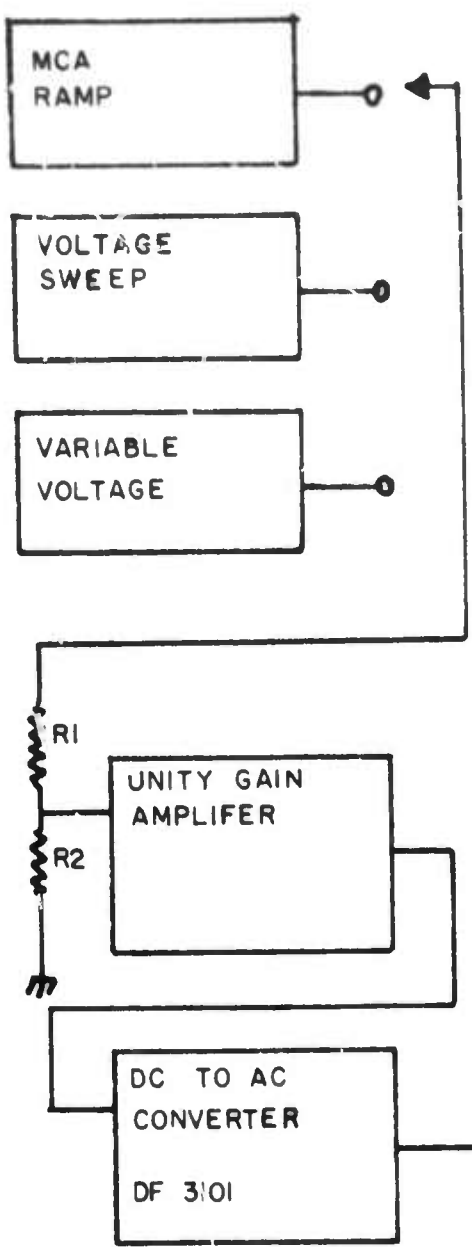 MCA
RAMP
VOLTAGE
SWEEP
VARIABLE
VOLTAGE
R1
UNITY GAIN
AMPLIFER
R2
DC TO AC
CONVERTER
DF 3101